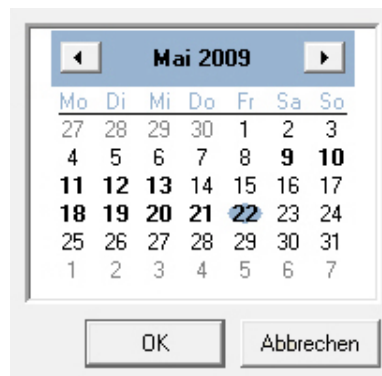 Mai 2009
Mo Di Mi Do Fr Sa So
27 28 29 30 1 2 3
4 5 6 7 8 9 10
11 12 13 14 15 16 17
18 19 20 21 22 23 24
25 26 27 28 29 30 31
1 2 3 4 5 6 7
OK Abbrechen